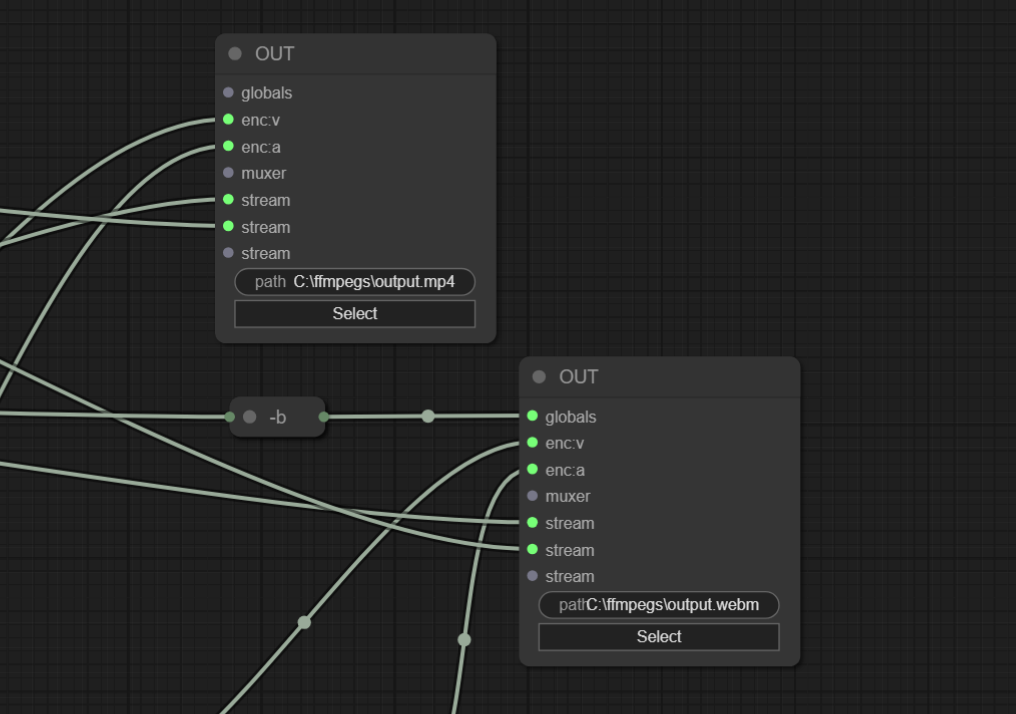 OUT
globals
enc:v
enc:a
muxer
stream
stream
stream
path C:\ffmpegs\output.mp4
Select
-b
OUT
globals
enc:v
enc:a
muxer
stream
stream
stream
path C:\ffmpegs\output.webm
Select